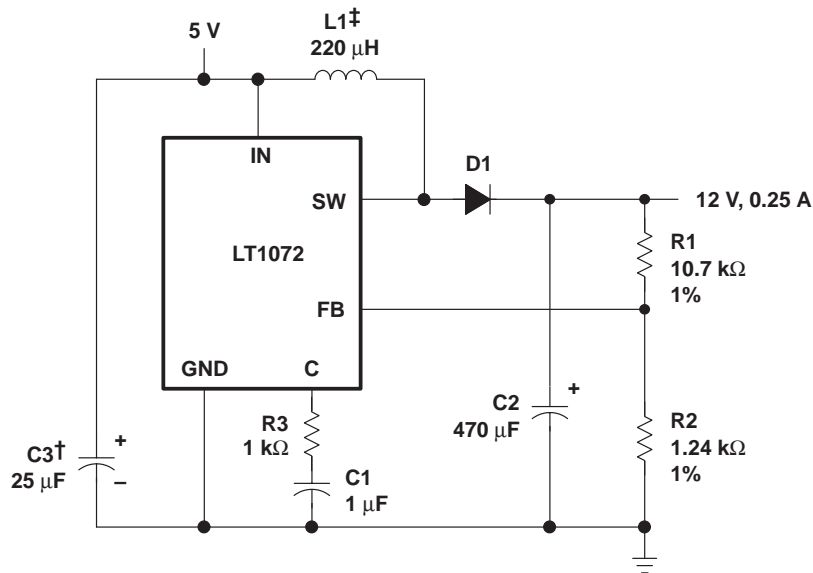 L1‡
220 μH
5 V
IN
SW
D1
12 V, 0.25 A
LT1072
R1
10.7 kΩ
1%
FB
GND
C
C2
470 μF
+
R2
1.24 kΩ
1%
R3
1 kΩ
C3†
25 μF
+
–
C1
1 μF